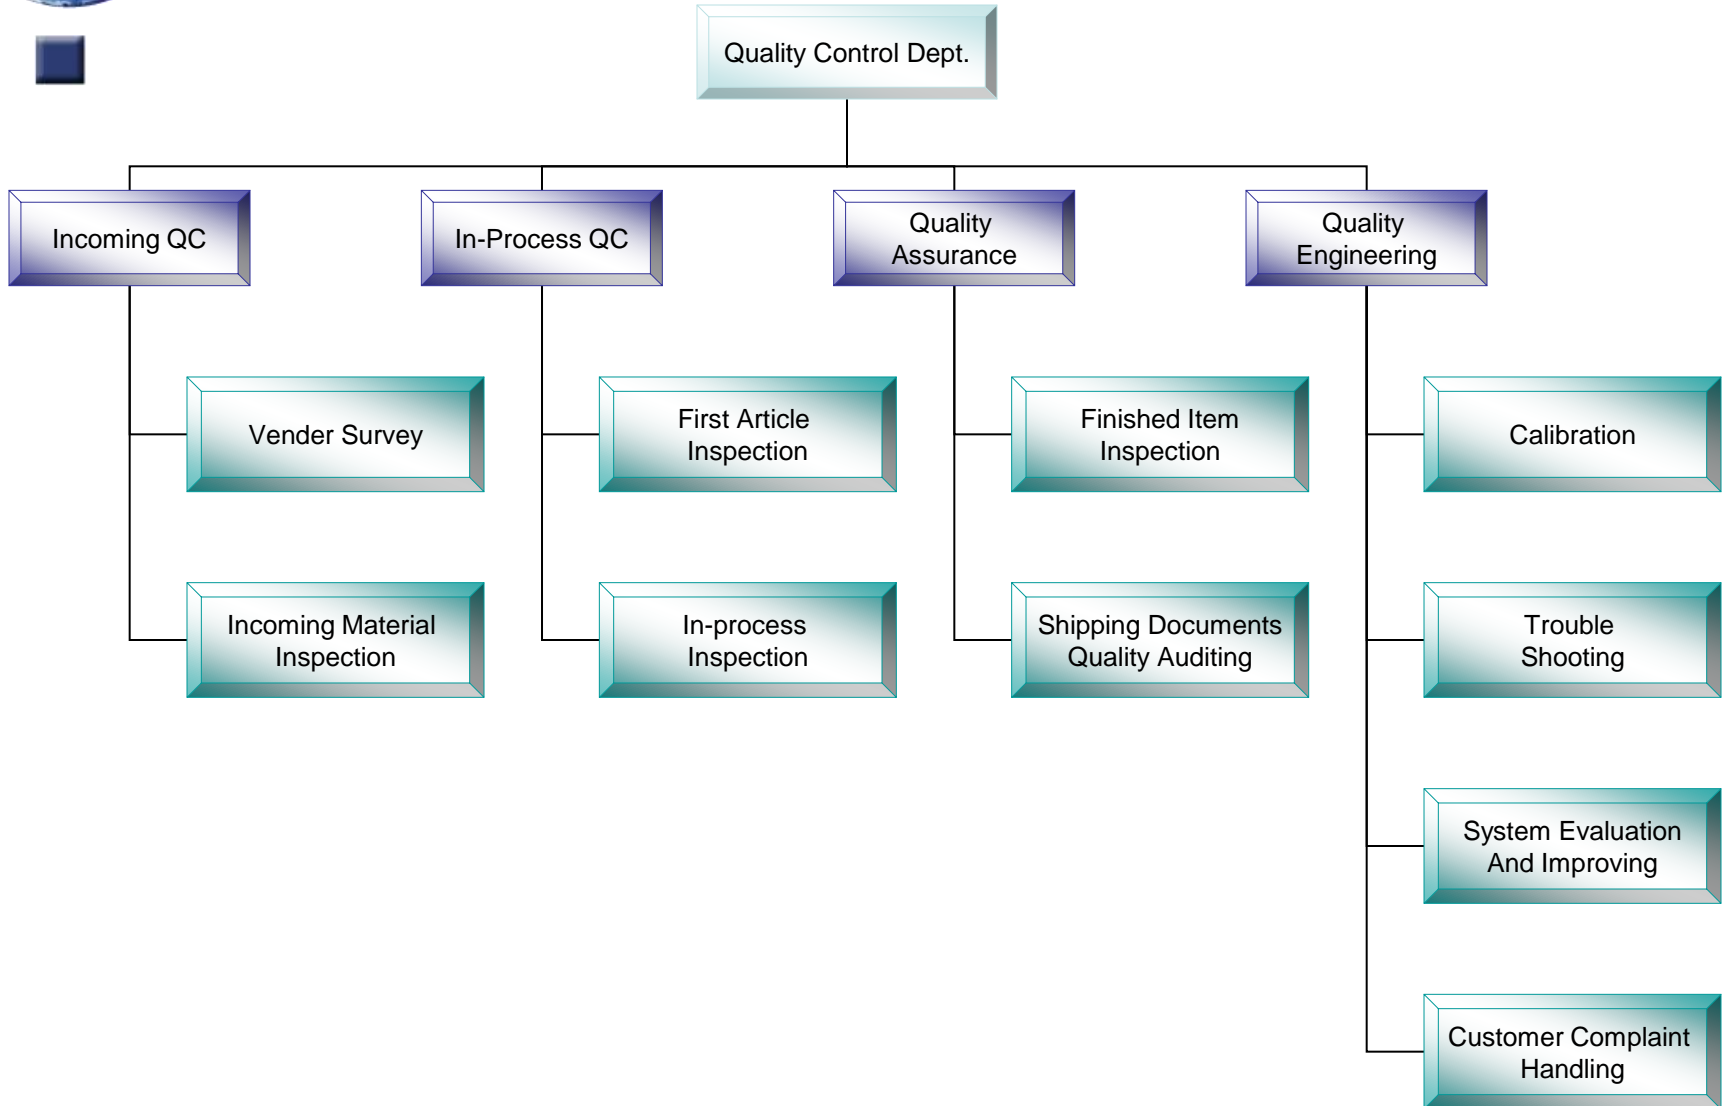 Quality Control Dept.
Incoming QC
In-Process QC
Quality
Assurance
Quality
Engineering
Vender Survey
First Article
Inspection
Finished Item
Inspection
Calibration
Incoming Material
Inspection
In-process
Inspection
Shipping Documents
Quality Auditing
Trouble
Shooting
System Evaluation
And Improving
Customer Complaint
Handling